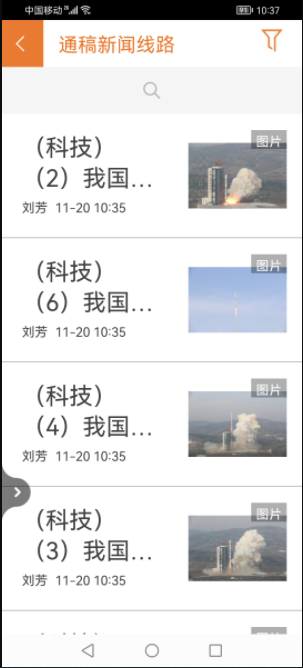 中国移动
10:37
通稿新闻线路
图片
（科技）
（2）我国...
刘芳 11-20 10:35
图片
（科技）
（6）我国...
刘芳 11-20 10:35
图片
（科技）
（4）我国...
刘芳 11-20 10:35
图片
（科技）
（3）我国...
刘芳 11-20 10:35
图片